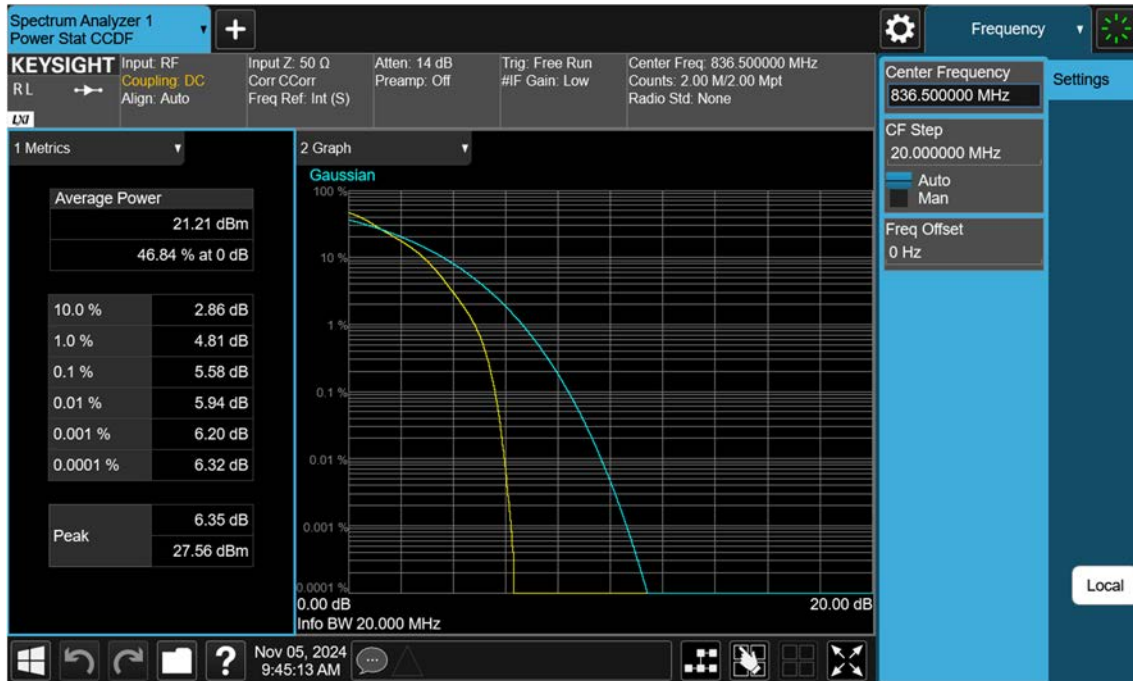 Spectrum Analyzer 1
Power Stat CCDF
Frequency
KEYSIGHT
R L
LXI
Input: RF
Coupling: DC
Align: Auto
Input Z: 50 Ω
Corr CCorr
Freq Ref: Int (S)
Atten: 14 dB
Preamp: Off
Trig: Free Run
#IF Gain: Low
Center Freq: 836.500000 MHz
Counts: 2.00 M/2.00 Mpt
Radio Std: None
Center Frequency
836.500000 MHz
Settings
CF Step
20.000000 MHz
Auto
Man
Freq Offset
0 Hz
Local
1 Metrics
Average Power
21.21 dBm
46.84 % at 0 dB
10.0 % 2.86 dB
1.0 % 4.81 dB
0.1 % 5.58 dB
0.01 % 5.94 dB
0.001 % 6.20 dB
0.0001 % 6.32 dB
Peak 6.35 dB
27.56 dBm
2 Graph
Gaussian
100 %
10 %
1 %
0.1 %
0.01 %
0.001 %
0.0001 %
0.00 dB 20.00 dB
Info BW 20.000 MHz
?
Nov 05, 2024
9:45:13 AM